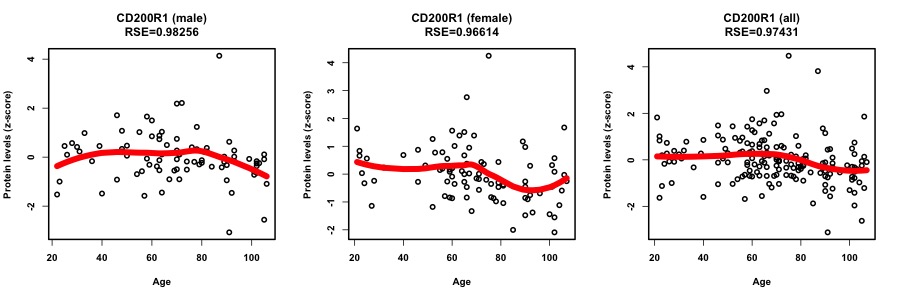 CD200R1 (male)
RSE=0.98256
Protein levels (z-score)
4
2
0
-2
20
40
60
80
100
Age
CD200R1 (female)
RSE=0.96614
Protein levels (z-score)
4
3
2
1
0
-1
-2
20
40
60
80
100
Age
CD200R1 (all)
RSE=0.97431
Protein levels (z-score)
4
2
0
-2
20
40
60
80
100
Age